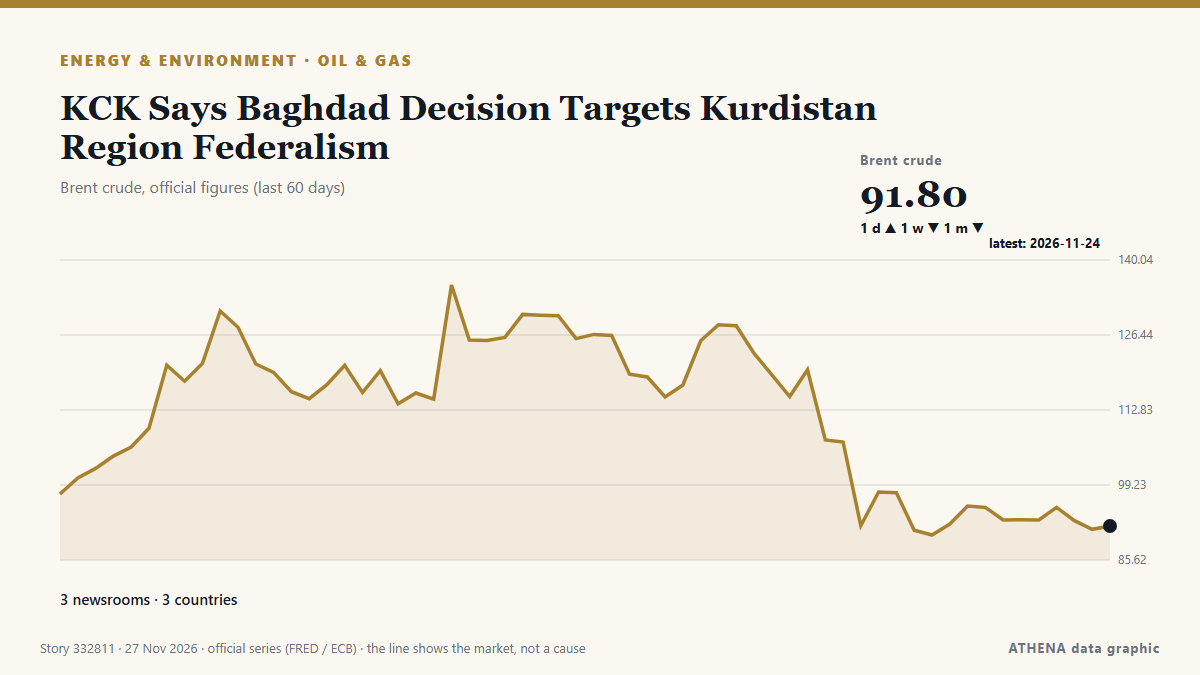 ENERGY & ENVIRONMENT · OIL & GAS
KCK Says Baghdad Decision Targets Kurdistan
Region Federalism
Brent crude, official figures (last 60 days)
Brent crude
91.80
1 d ▲ 1 w ▼ 1 m ▼
latest: 2026-11-24
140.04
126.44
112.83
99.23
85.62
3 newsrooms · 3 countries
Story 332811 · 27 Nov 2026 · official series (FRED / ECB) · the line shows the market, not a cause
ATHENA data graphic